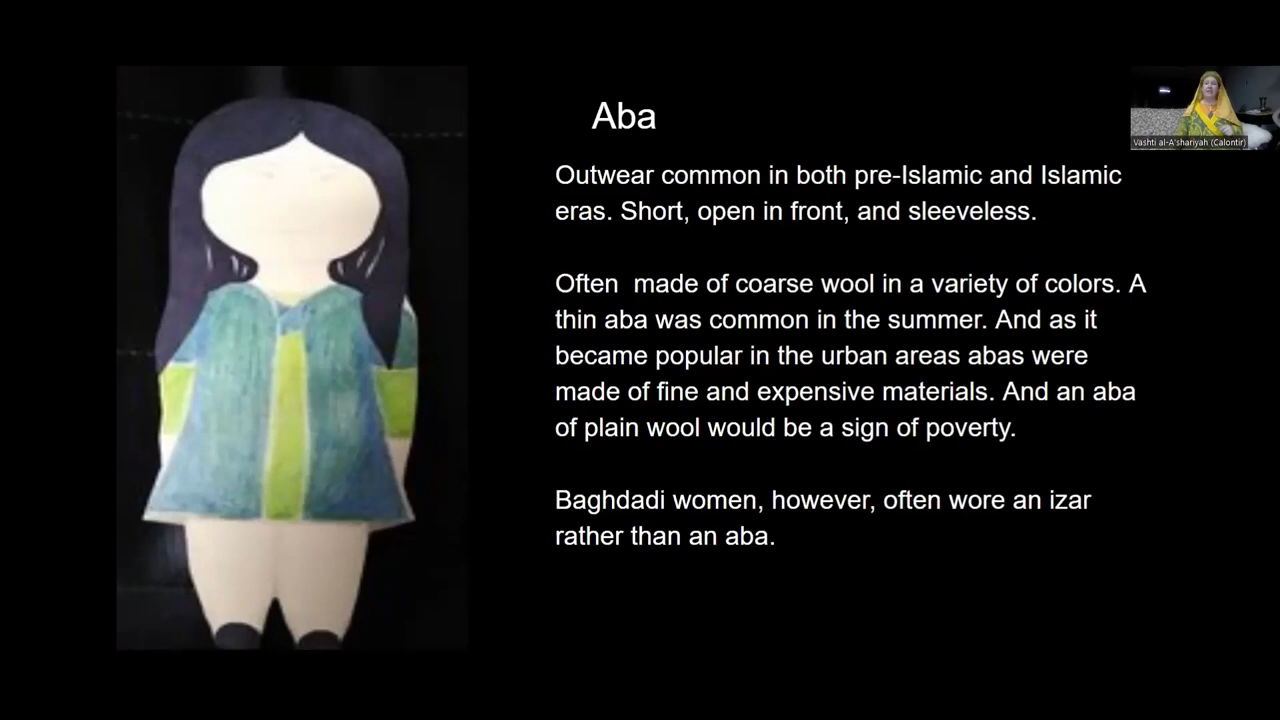 Aba
Vashti al-A'shariyah (Calontir)
Outwear common in both pre-Islamic and Islamic
eras. Short, open in front, and sleeveless.
Often  made of coarse wool in a variety of colors. A
thin aba was common in the summer. And as it
became popular in the urban areas abas were
made of fine and expensive materials. And an aba
of plain wool would be a sign of poverty.
Baghdadi women, however, often wore an izar
rather than an aba.